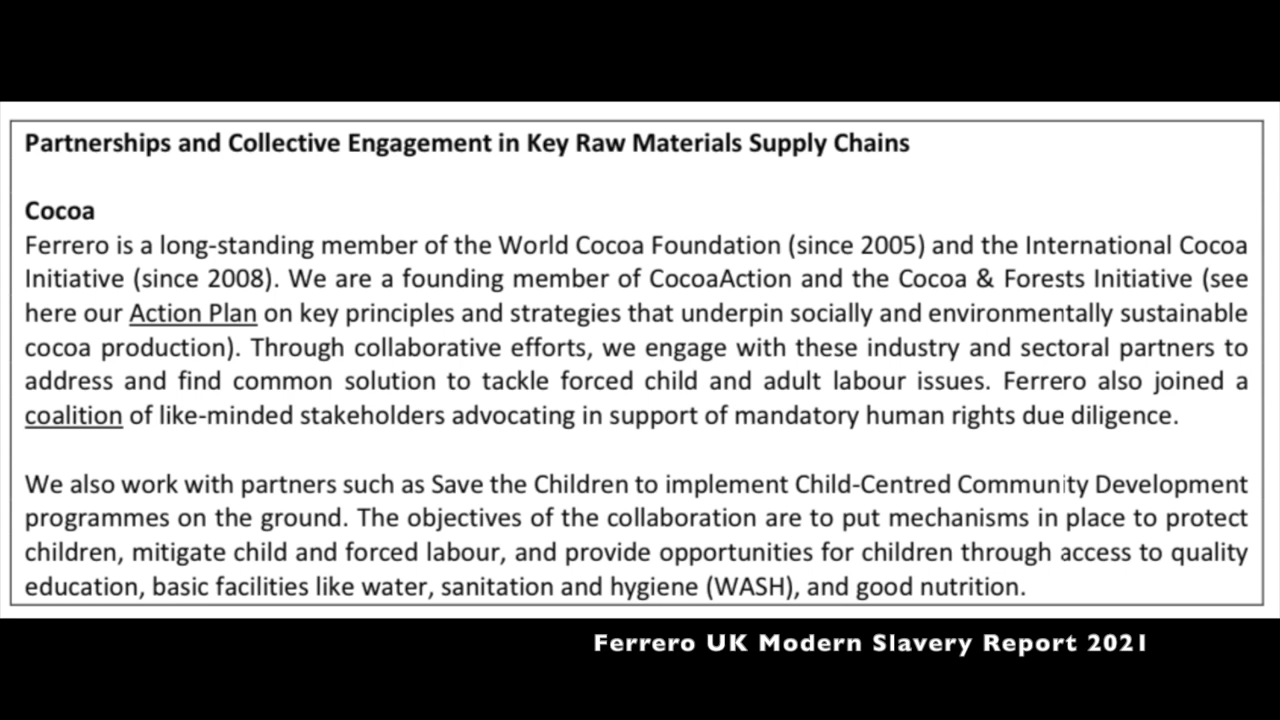 Partnerships and Collective Engagement in Key Raw Materials Supply Chains
Cocoa
Ferrero is a long-standing member of the World Cocoa Foundation (since 2005) and the International Cocoa
Initiative (since 2008). We are a founding member of CocoaAction and the Cocoa & Forests Initiative (see
here our Action Plan on key principles and strategies that underpin socially and environmentally sustainable
cocoa production). Through collaborative efforts, we engage with these industry and sectoral partners to
address and find common solution to tackle forced child and adult labour issues. Ferrero also joined a
coalition of like-minded stakeholders advocating in support of mandatory human rights due diligence.
We also work with partners such as Save the Children to implement Child-Centred Community Development
programmes on the ground. The objectives of the collaboration are to put mechanisms in place to protect
children, mitigate child and forced labour, and provide opportunities for children through access to quality
education, basic facilities like water, sanitation and hygiene (WASH), and good nutrition.
Ferrero UK Modern Slavery Report 2021